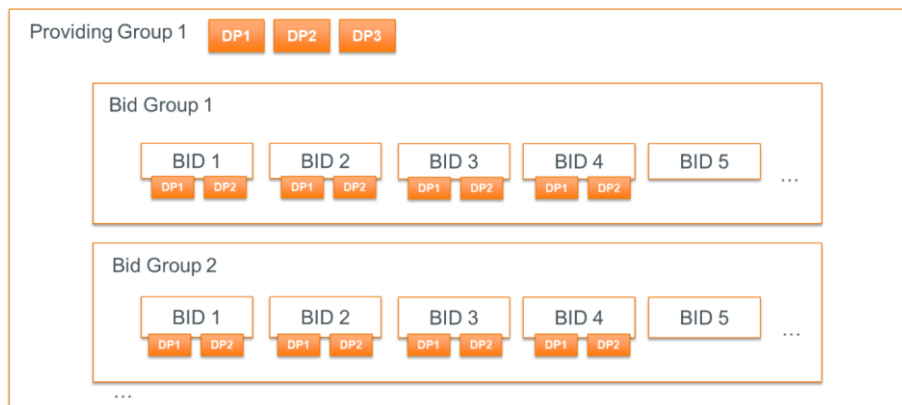 Providing Group 1 DP1 DP2 DP3
Bid Group 1
BID 1 BID 2 BID 3 BID 4 BID 5 ...
DP1 DP2 DP1 DP2 DP1 DP2 DP1 DP2
Bid Group 2
BID 1 BID 2 BID 3 BID 4 BID 5 ...
DP1 DP2 DP1 DP2 DP1 DP2 DP1 DP2
...